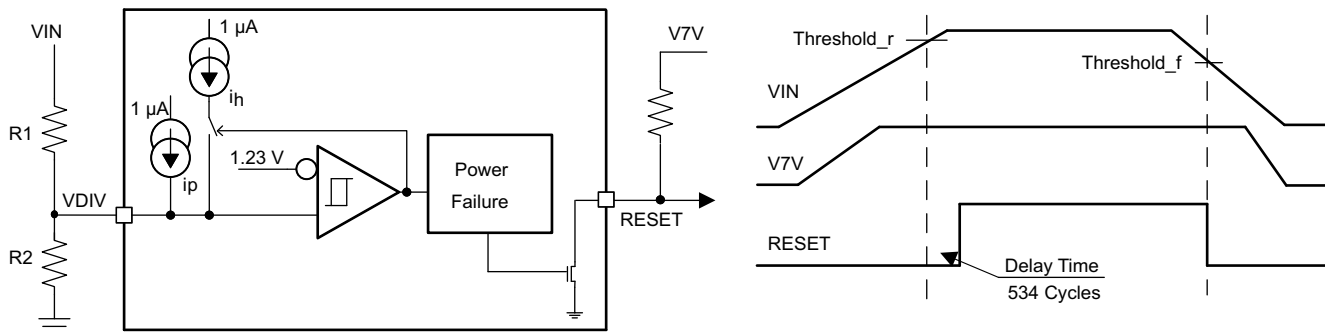 1 µA
VIN
V7V
ih
1 µA
R1
1.23 V
ip
VDIV
R2
Power
Failure
RESET
Threshold_r
Threshold_f
VIN
V7V
RESET
Delay Time
534 Cycles